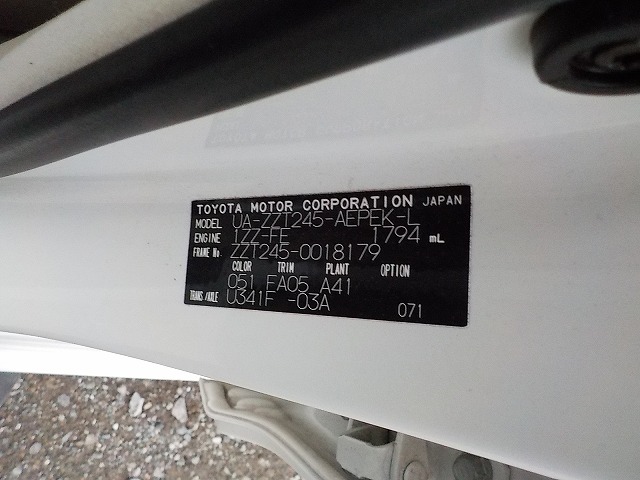 TOYOTA MOTOR CORPORATION JAPAN
MODEL UA-ZZT245-AEPEK-L
ENGINE 1ZZ-FE 1794 mL
FRAME No. ZZT245-0018179
COLOR TRIM PLANT OPTION
051 EA05 A41
TRANS/AXLE U341F -03A
071